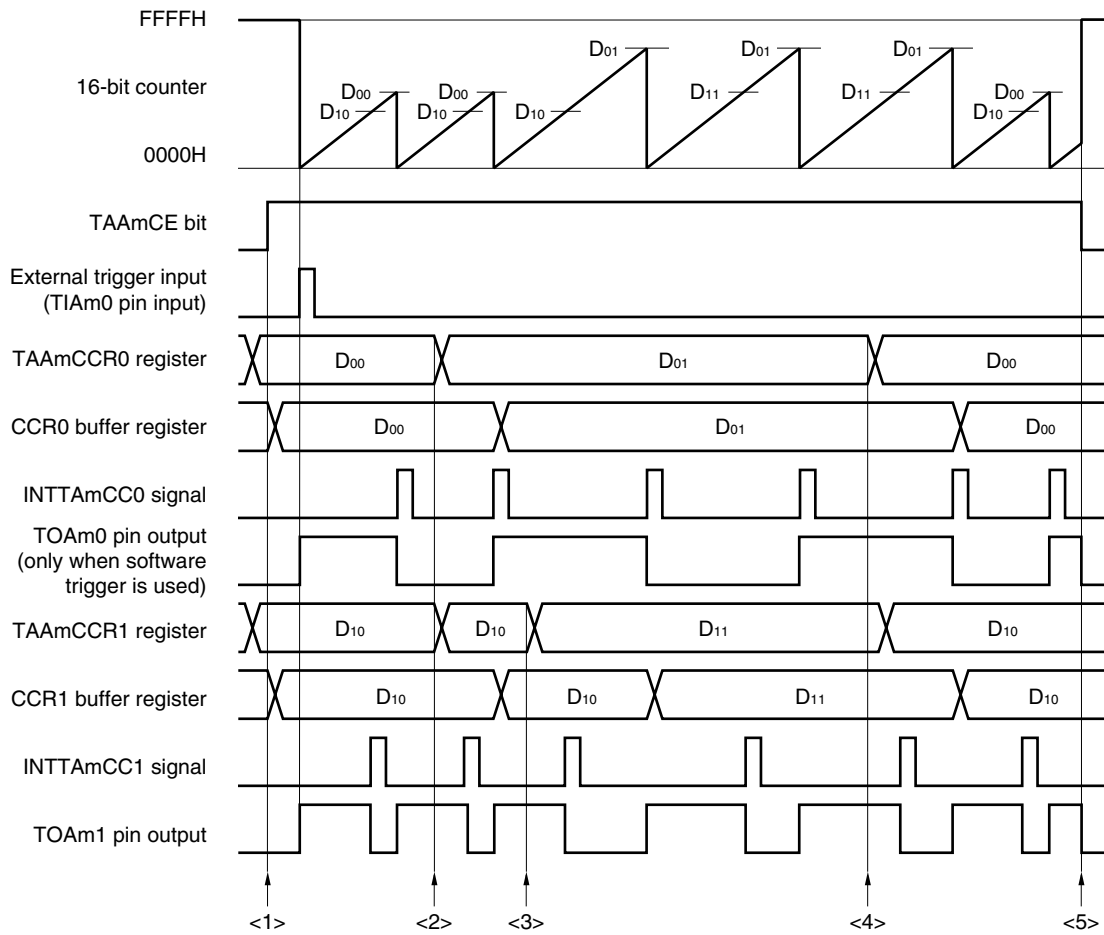 FFFFH
D01 D01 D01
16-bit counter
D00 D00 D11 D11 D00
D10 D10 D10 D10
0000H
TAAmCE bit
External trigger input
(TIAm0 pin input)
TAAmCCR0 register
D00 D01 D00
CCR0 buffer register
D00 D01 D00
INTTAmCC0 signal
TOAm0 pin output
(only when software
trigger is used)
TAAmCCR1 register
D10 D10 D11 D10
CCR1 buffer register
D10 D10 D11 D10
INTTAmCC1 signal
TOAm1 pin output
<1> <2> <3> <4> <5>